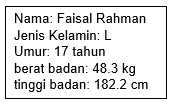 Nama: Faisal Rahman
Jenis Kelamin: L
Umur: 17 tahun
berat badan: 48.3 kg
tinggi badan: 182.2 cm